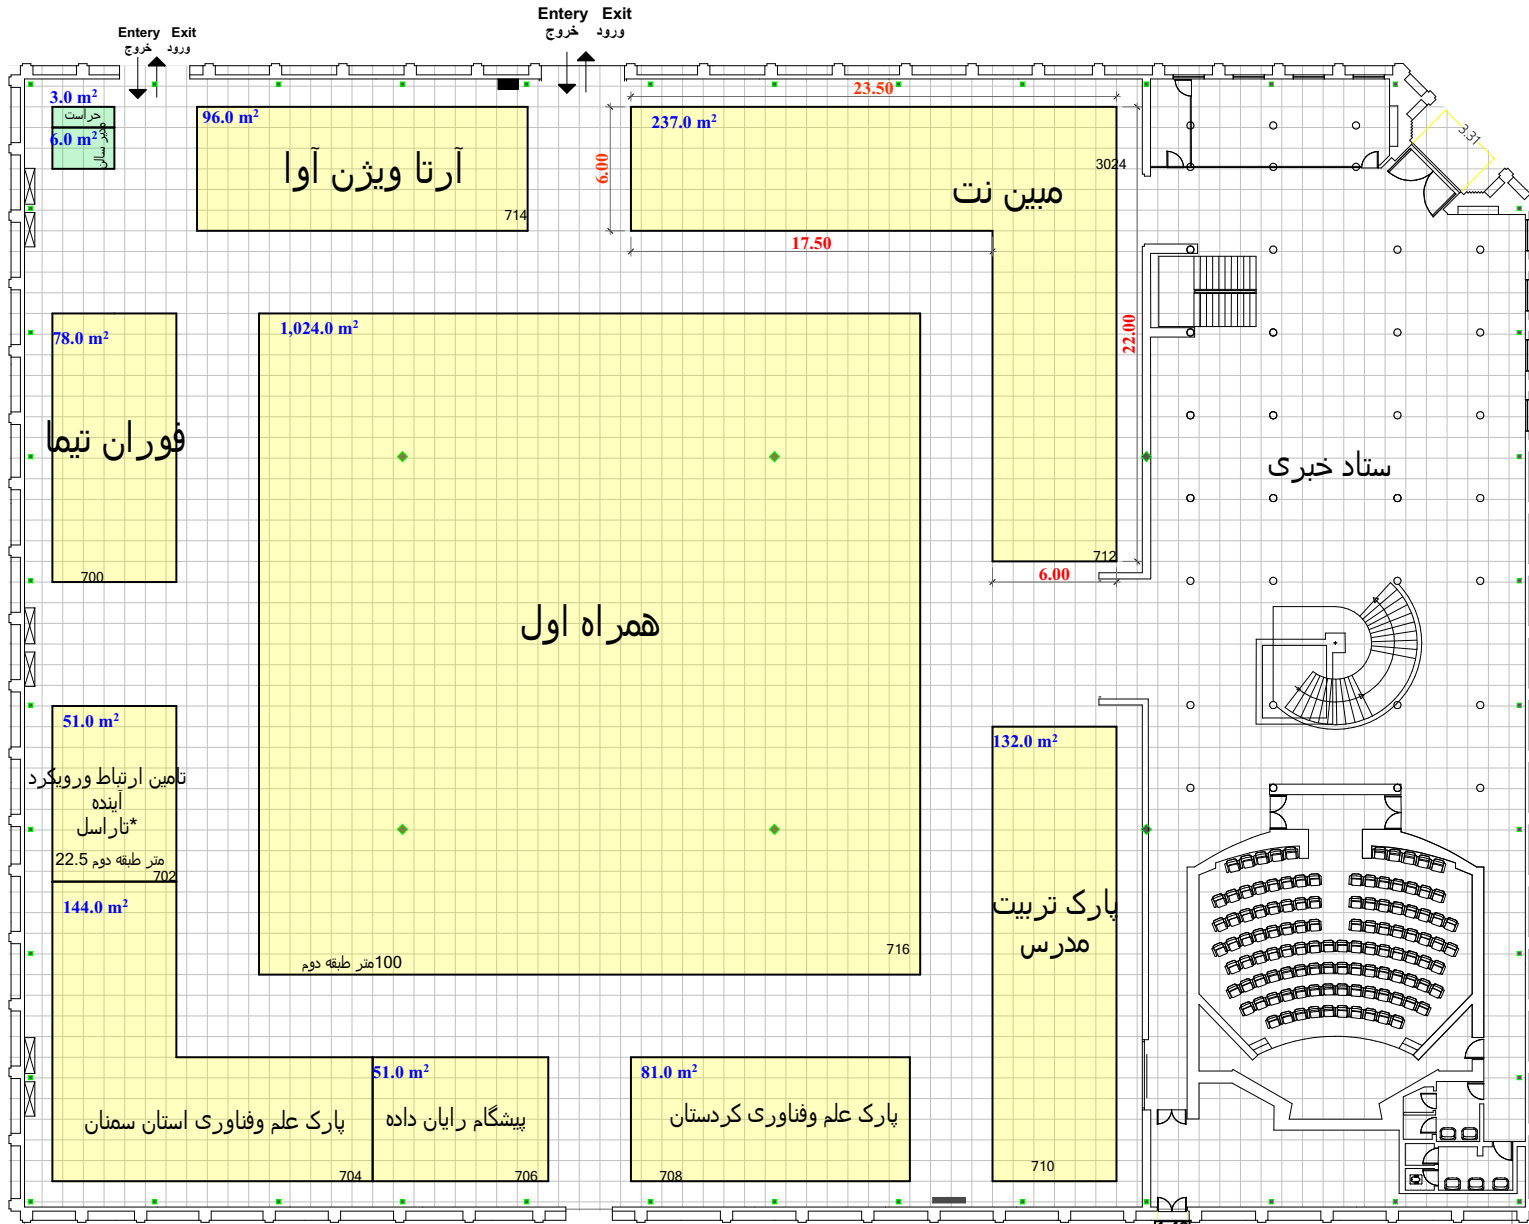 Entery Exit
خروج ورود
Entery Exit
خروج ورود
3.0 m²
حراست
6.0 m²
مدیر سالن
96.0 m²
آرتا ویژن آوا
714
23.50
237.0 m²
6.00
3024
مبین نت
17.50
22.00
712
6.00
3.31
78.0 m²
فوران تیما
700
1,024.0 m²
همراه اول
716
100متر طبقه دوم
ستاد خبری
51.0 m²
تامین ارتباط ورویکرد
آینده
تاراسل*
22.5 متر طبقه دوم
702
144.0 m²
پارک علم وفناوری استان سمنان
704
51.0 m²
پیشگام رایان داده
706
81.0 m²
پارک علم وفناوری کردستان
708
132.0 m²
پارک تربیت
مدرس
710